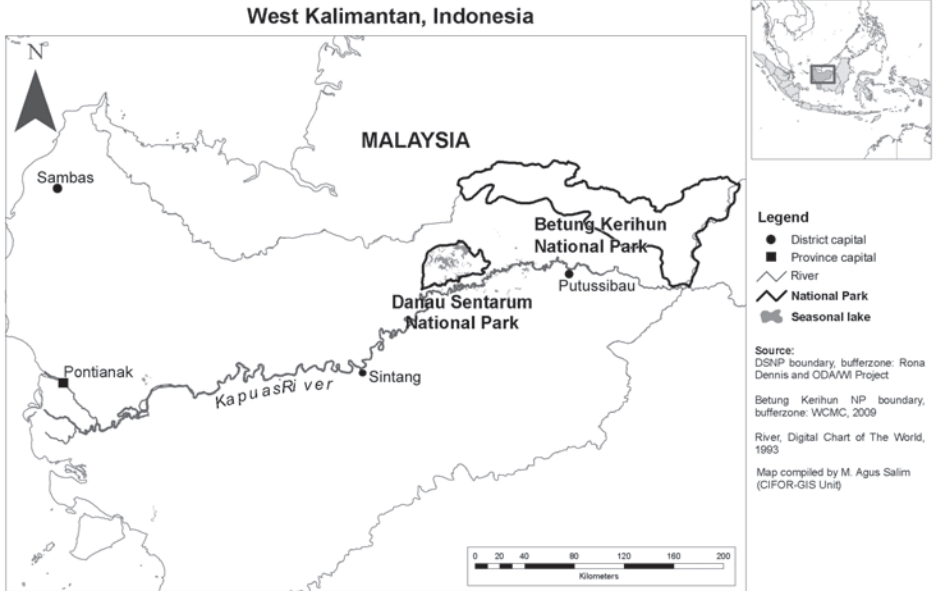 West Kalimantan, Indonesia
N
MALAYSIA
Sambas
Betung Kerihun
National Park
Putussibau
Danau Sentarum
National Park
Pontianak
Sintang
Kapuas River
0 20 40 80 120 160 200
Kilometers
Legend
District capital
Province capital
River
National Park
Seasonal lake
Source:
DSNP boundary, bufferzone: Rona
Dennis and ODA/WI Project
Betung Kerihun NP boundary,
bufferzone: WCMC, 2009
River, Digital Chart of The World,
1993
Map compiled by M. Agus Salim
(CIFOR-GIS Unit)